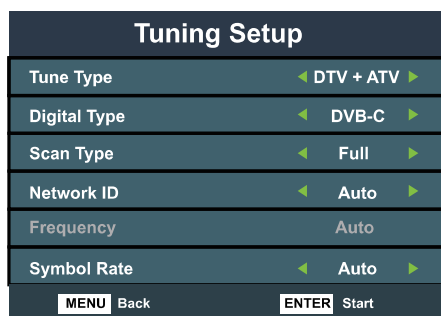 Tuning Setup
Tune Type DTV + ATV
Digital Type DVB-C
Scan Type Full
Network ID Auto
Frequency Auto
Symbol Rate Auto
MENU Back ENTER Start